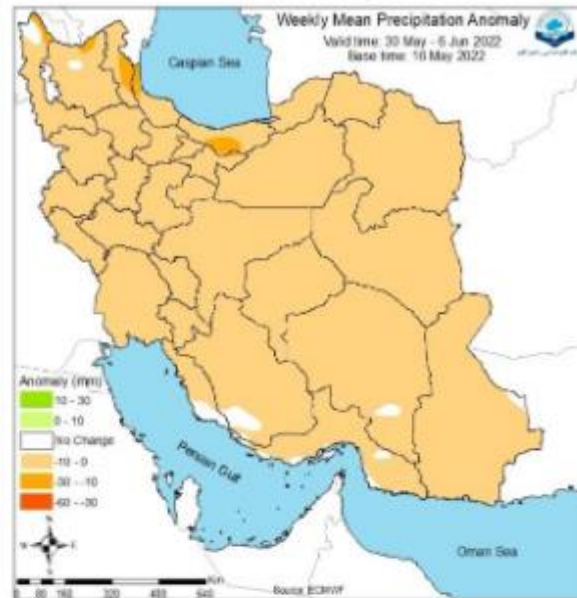 Weekly Mean Precipitation Anomaly
Valid time: 30 May - 6 Jun 2022
Base time: 16 May 2022
Caspian Sea
Anomaly (mm)
10 - 30
0 - 10
No Change
-10 - 0
-30 - -10
-60 - -30
Persian Gulf
Oman Sea
N
W
E
S
Km
0 80 160 320 480 640
Source: ECMWF